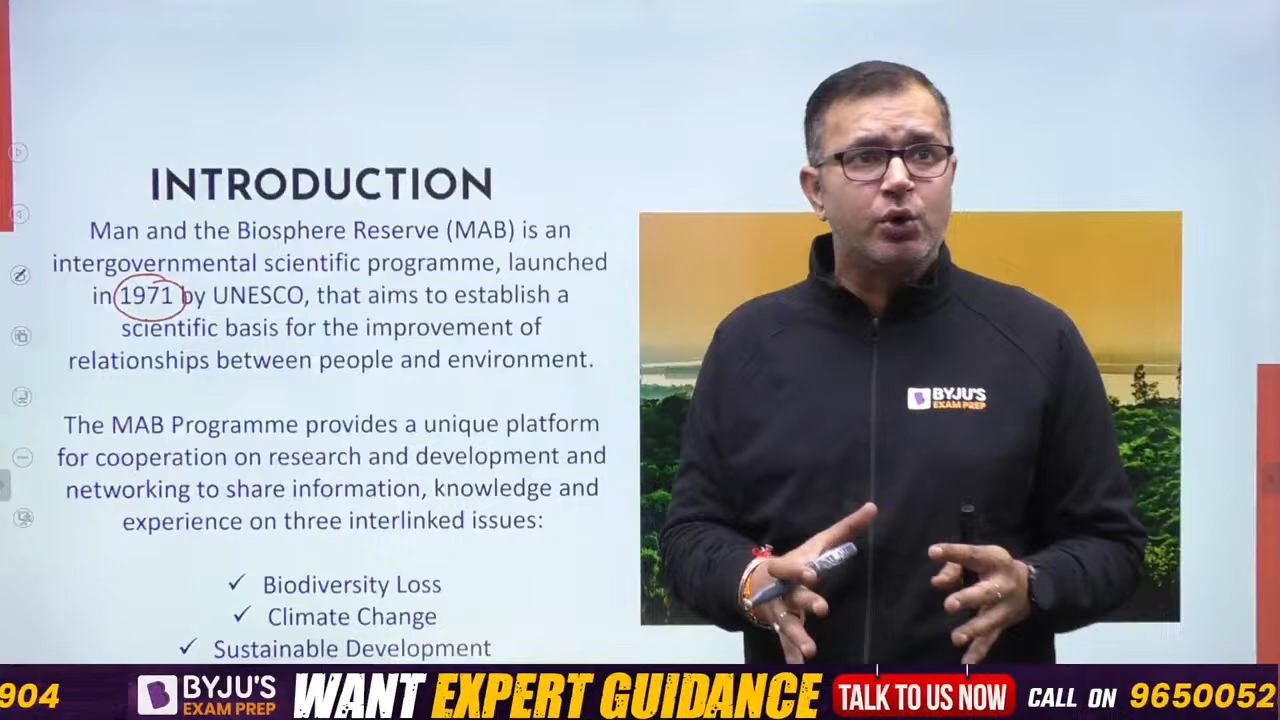 INTRODUCTION
Man and the Biosphere Reserve (MAB) is an
intergovernmental scientific programme, launched
in 1971 by UNESCO, that aims to establish a
scientific basis for the improvement of
relationships between people and environment.
The MAB Programme provides a unique platform
for cooperation on research and development and
networking to share information, knowledge and
experience on three interlinked issues:
✓ Biodiversity Loss
✓ Climate Change
✓ Sustainable Development
BYJU'S
EXAM PREP
904
BYJU'S
EXAM PREP
WANT EXPERT GUIDANCE
TALK TO US NOW
CALL ON 9650052